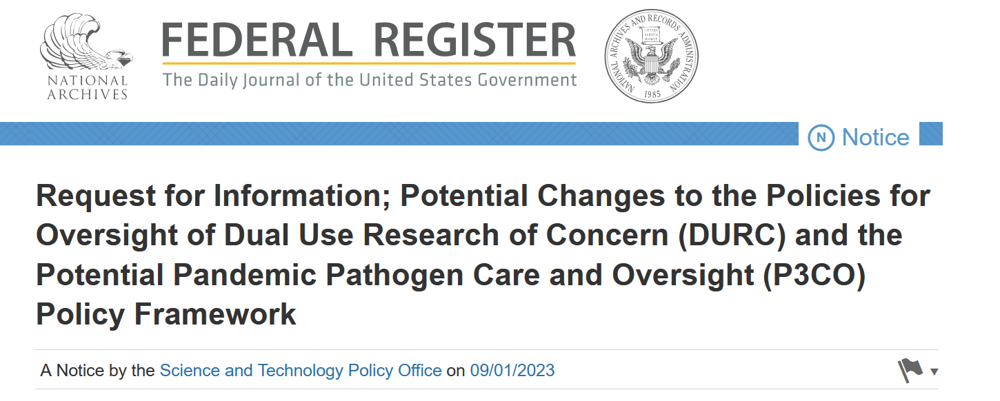 NATIONAL
ARCHIVES
FEDERAL REGISTER
The Daily Journal of the United States Government
NATIONAL ARCHIVES AND RECORDS ADMINISTRATION
LITTERA
SCRIPTA
MANET
1985
N Notice
Request for Information; Potential Changes to the Policies for
Oversight of Dual Use Research of Concern (DURC) and the
Potential Pandemic Pathogen Care and Oversight (P3CO)
Policy Framework
A Notice by the Science and Technology Policy Office on 09/01/2023